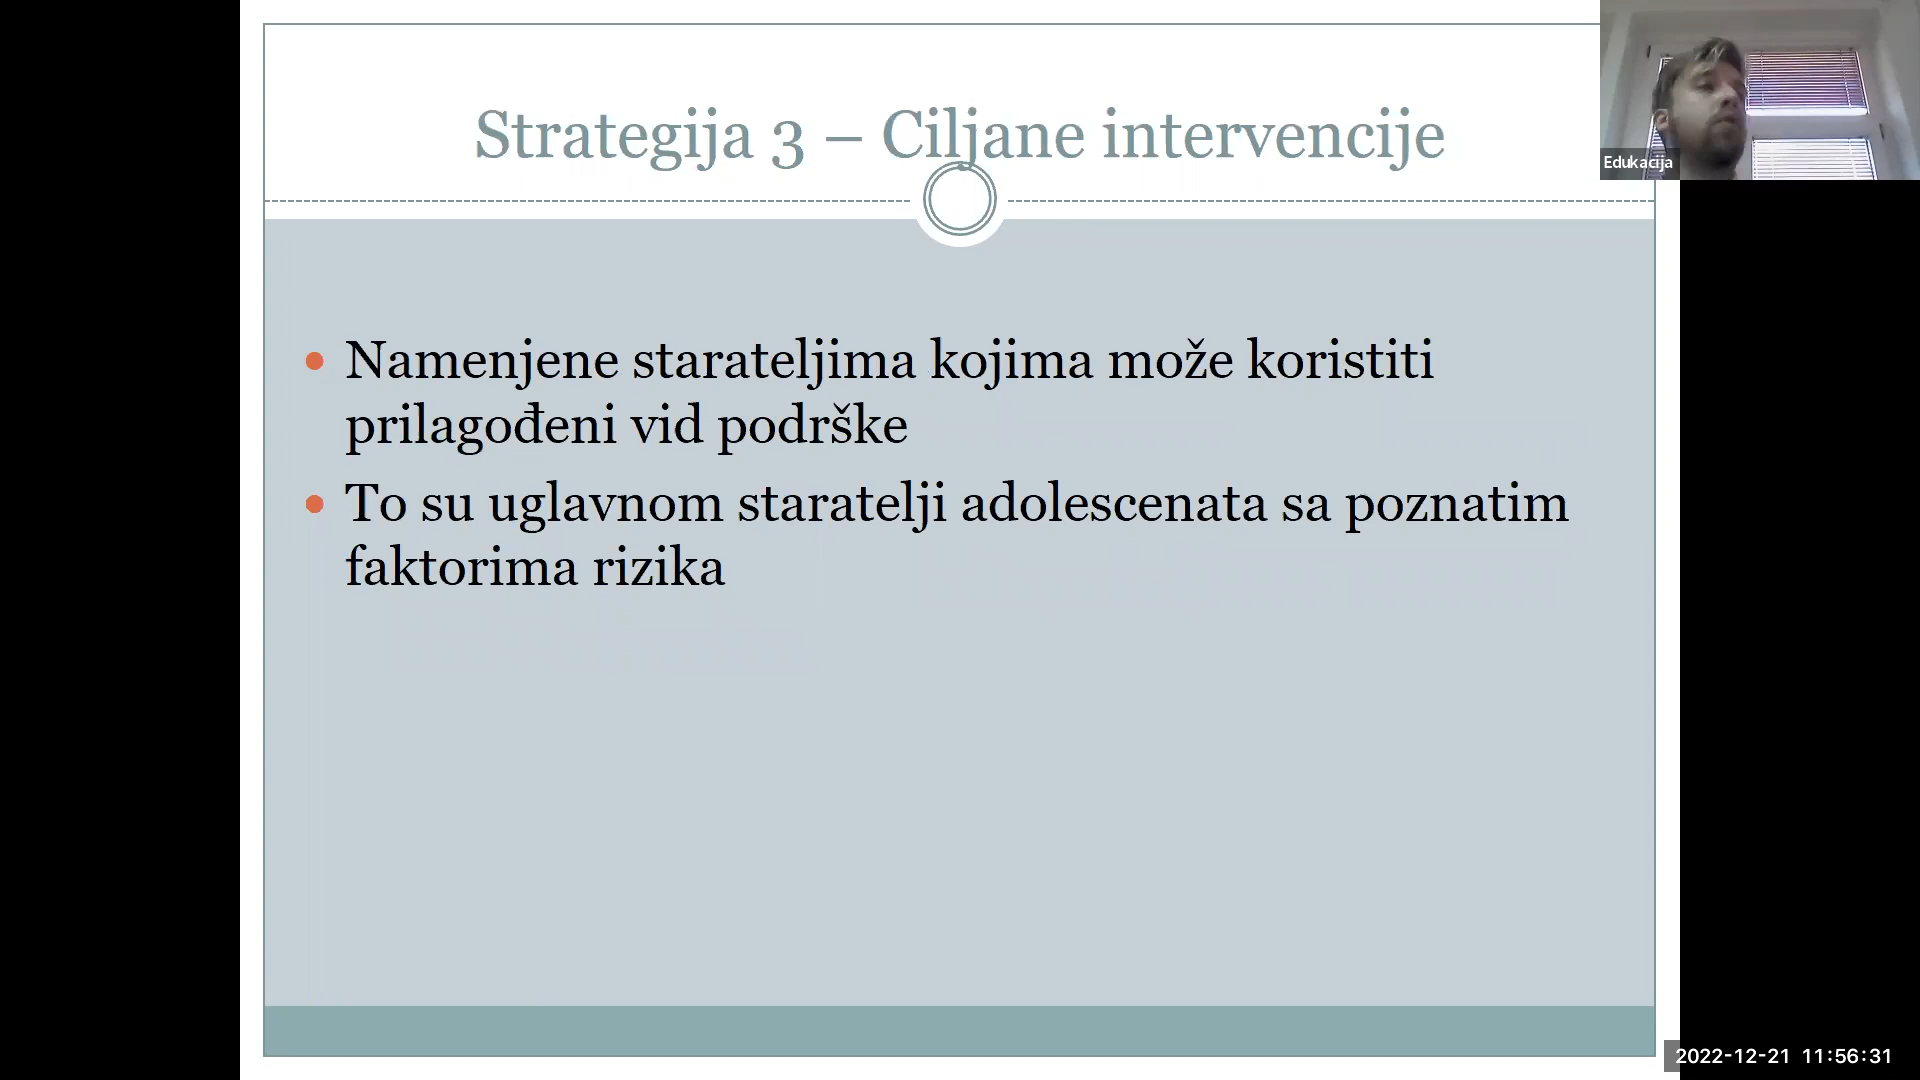 Strategija 3 – Ciljane intervencije
Edukacija
Namenjene starateljima kojima može koristiti
prilagođeni vid podrške
To su uglavnom staratelji adolescenata sa poznatim
faktorima rizika
2022-12-21 11:56:31